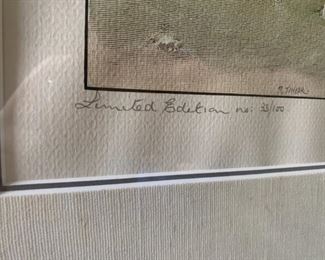 Limited Edition no: 33/100